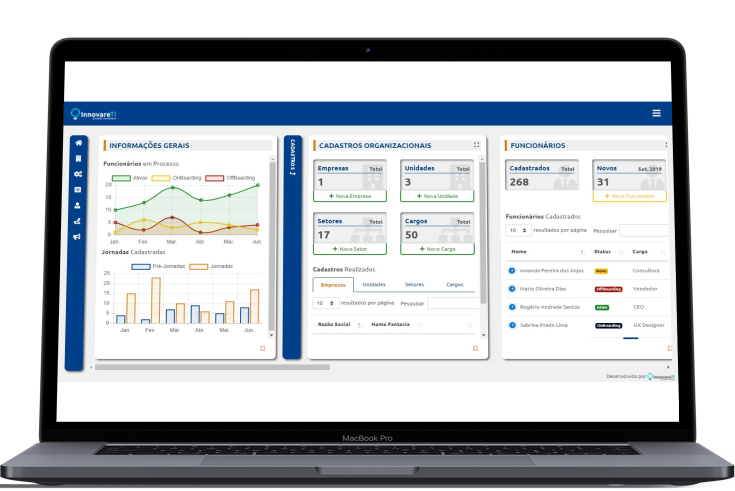 InnovareTI
INFORMAÇÕES GERAIS
Funcionários em Processo
Ativos OnBoarding Offboarding
20
15
10
5
0
Jan. Fev. Mar. Abr. Mai. Jun.
Jornadas Cadastradas
Pré-Jornadas Jornadas
25
20
15
10
5
0
Jan. Fev. Mar. Abr. Mai. Jun.
CADASTROS
CADASTROS ORGANIZACIONAIS
Empresas Total
1
+ Nova Empresa
Unidades Total
3
+ Nova Unidade
Setores Total
17
+ Novo Setor
Cargos Total
50
+ Novo Cargo
Cadastros Realizados
Empresas Unidades Setores Cargos
10 resultados por página Pesquisar
Razão Social Nome Fantasia
FUNCIONÁRIOS
Cadastrados Total
268
Novos Set. 2019
31
+ Novo Funcionário
Funcionários Cadastrados
10 resultados por página Pesquisar
Nome Status Cargo
Amanda Pereira dos Anjos Novo Consultora
Mario Oliveira Dias Offboarding Vendedor
Rogério Andrade Santos Ativo CEO
Sabrina Prado Lima OnBoarding UX Designer
Desenvolvido por InnovareTI
MacBook Pro